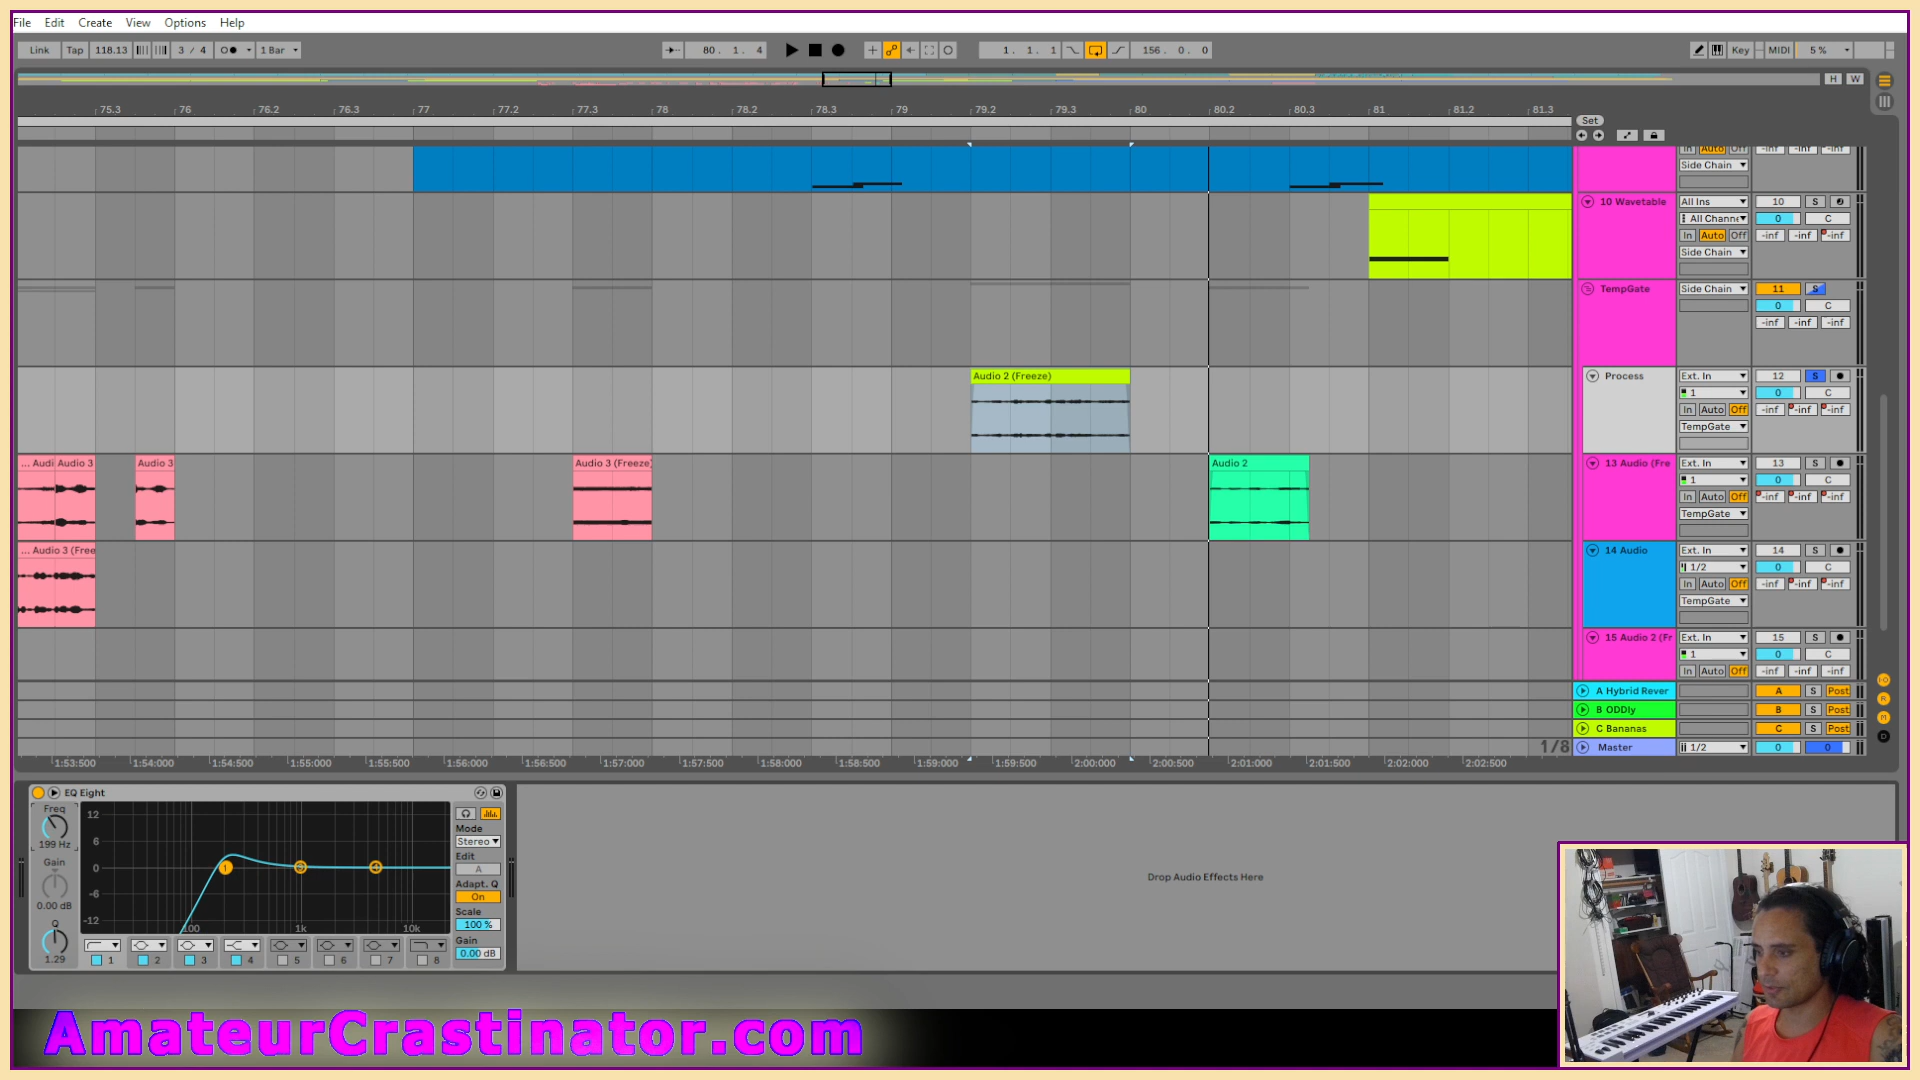 File Edit Create View Options Help
Link Tap 118.13 3 / 4 1 Bar 80. 1. 4 1. 1. 1 156. 0. 0 Key MIDI 5 %
H W
75.3 76 76.2 76.3 77 77.2 77.3 78 78.2 78.3 79 79.2 79.3 80 80.2 80.3 81 81.2 81.3
Set
In Auto Off -inf -inf -inf
Side Chain
10 Wavetable All Ins 10 S
All Channe 0 C
In Auto Off -inf -inf -inf
Side Chain
TempGate Side Chain 11 S
0 C
-inf -inf -inf
Audio 2 (Freeze) Process Ext. In 12 S
1 0 C
In Auto Off -inf -inf -inf
TempGate
... Audi Audio 3 Audio 3 Audio 3 (Freeze) Audio 2 13 Audio (Fre Ext. In 13 S
1 0 C
In Auto Off -inf -inf -inf
TempGate
... Audio 3 (Free 14 Audio Ext. In 14 S
1/2 0 C
In Auto Off -inf -inf -inf
TempGate
15 Audio 2 (Fr Ext. In 15 S
1 0 C
In Auto Off -inf -inf -inf
A Hybrid Rever A S Post
B ODDly B S Post
C Bananas C S Post
1/8 Master 1/2 0 0
1:53:500 1:54:000 1:54:500 1:55:000 1:55:500 1:56:000 1:56:500 1:57:000 1:57:500 1:58:000 1:58:500 1:59:000 1:59:500 2:00:000 2:00:500 2:01:000 2:01:500 2:02:000 2:02:500
EQ Eight
Freq
199 Hz
Gain
0.00 dB
Q
1.29
12
6
0
-6
-12
100 1k 10k
1 2 3 4 5 6 7 8
Mode
Stereo
Edit
A
Adapt. Q
On
Scale
100 %
Gain
0.00 dB
Drop Audio Effects Here
AmateurCrastinator.com